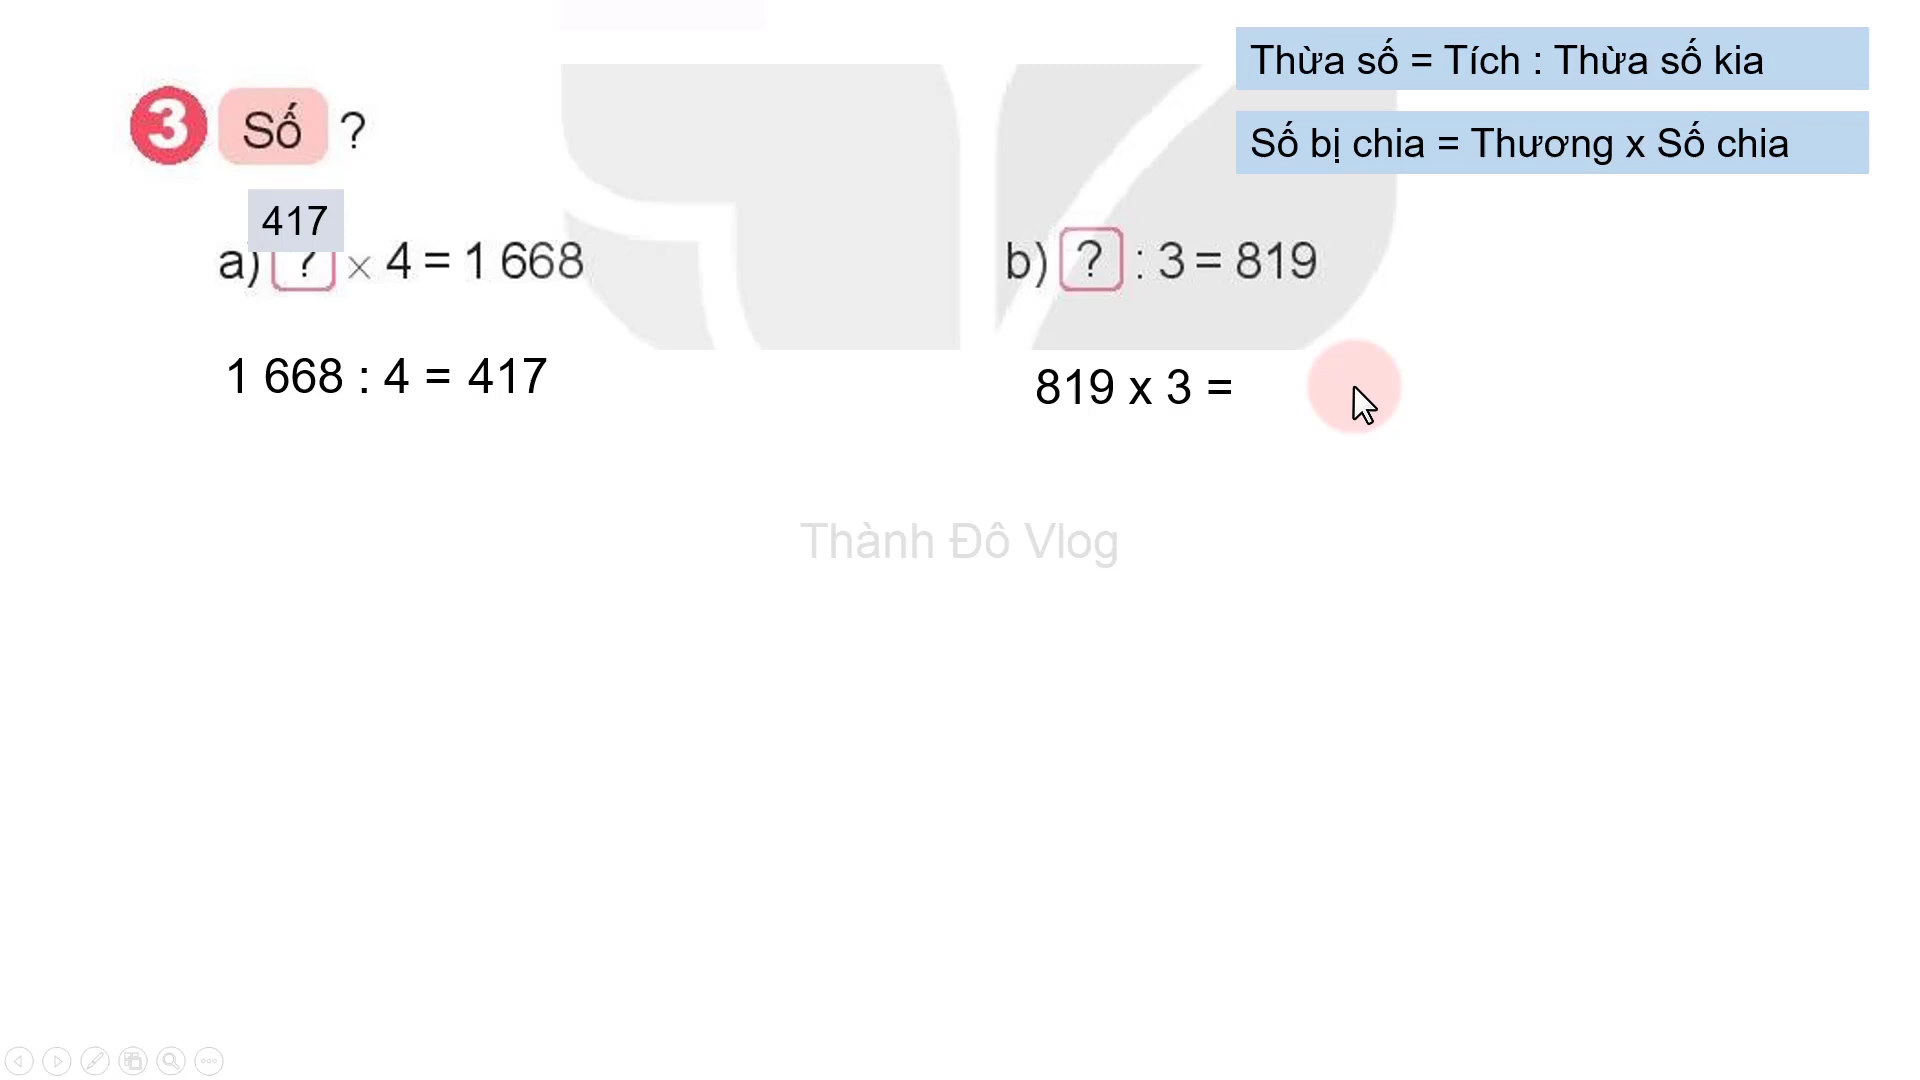 Thừa số = Tích : Thừa số kia
Số bị chia = Thương x Số chia
3 Số ?
417
a) ? × 4 = 1 668
b) ? : 3 = 819
1 668 : 4 = 417
819 x 3 =
Thành Đô Vlog